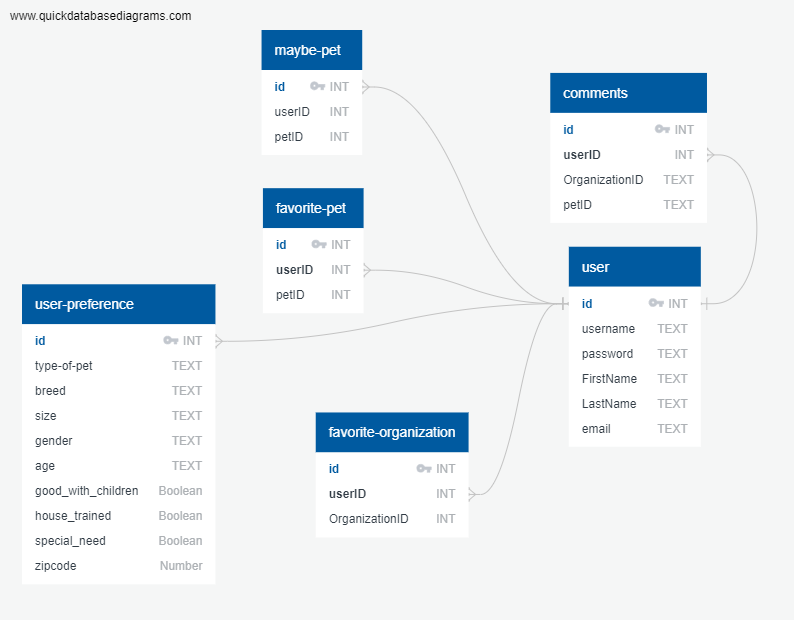 www.quickdatabasediagrams.com
maybe-pet
id INT
userID INT
petID INT
comments
id INT
userID INT
OrganizationID TEXT
petID TEXT
favorite-pet
id INT
userID INT
petID INT
user
id INT
username TEXT
password TEXT
FirstName TEXT
LastName TEXT
email TEXT
user-preference
id INT
type-of-pet TEXT
breed TEXT
size TEXT
gender TEXT
age TEXT
good_with_children Boolean
house_trained Boolean
special_need Boolean
zipcode Number
favorite-organization
id INT
userID INT
OrganizationID INT